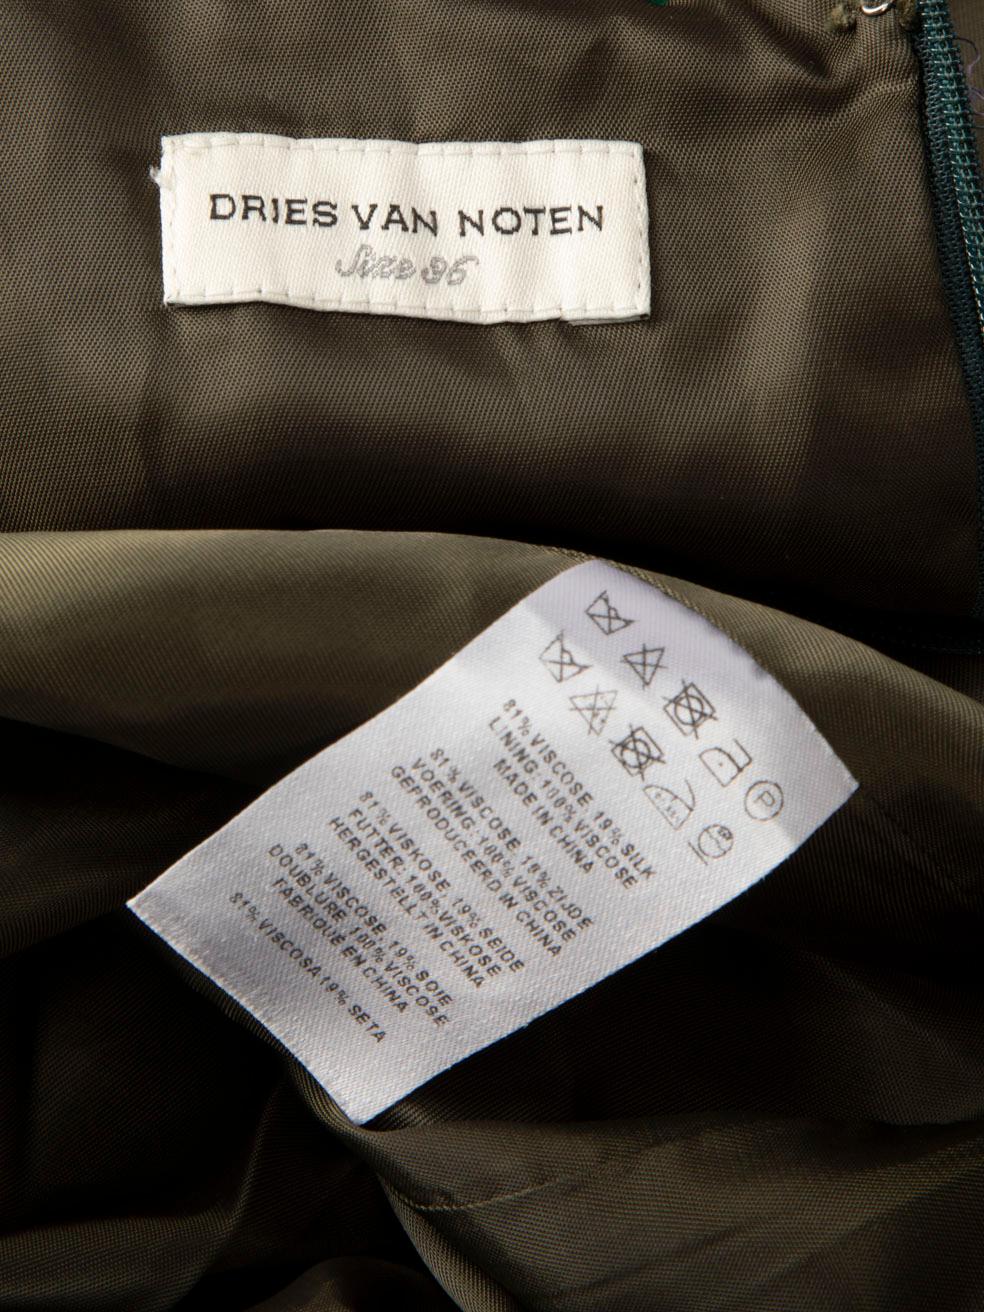 DRIES VAN NOTEN
Size 36
P
81% VISCOSE 19% SILK
LINING: 100% VISCOSE
MADE IN CHINA
81% VISCOSE 19% ZIJDE
VOERING: 100% VISCOSE
GEPRODUCEERD IN CHINA
81% VISKOSE 19% SEIDE
FUTTER: 100% VISKOSE
HERGESTELLT IN CHINA
81% VISCOSE 19% SOIE
DOUBLURE 100% VISCOSE
FABRIQUÉ EN CHINA
81% VISCOSA 19% SETA